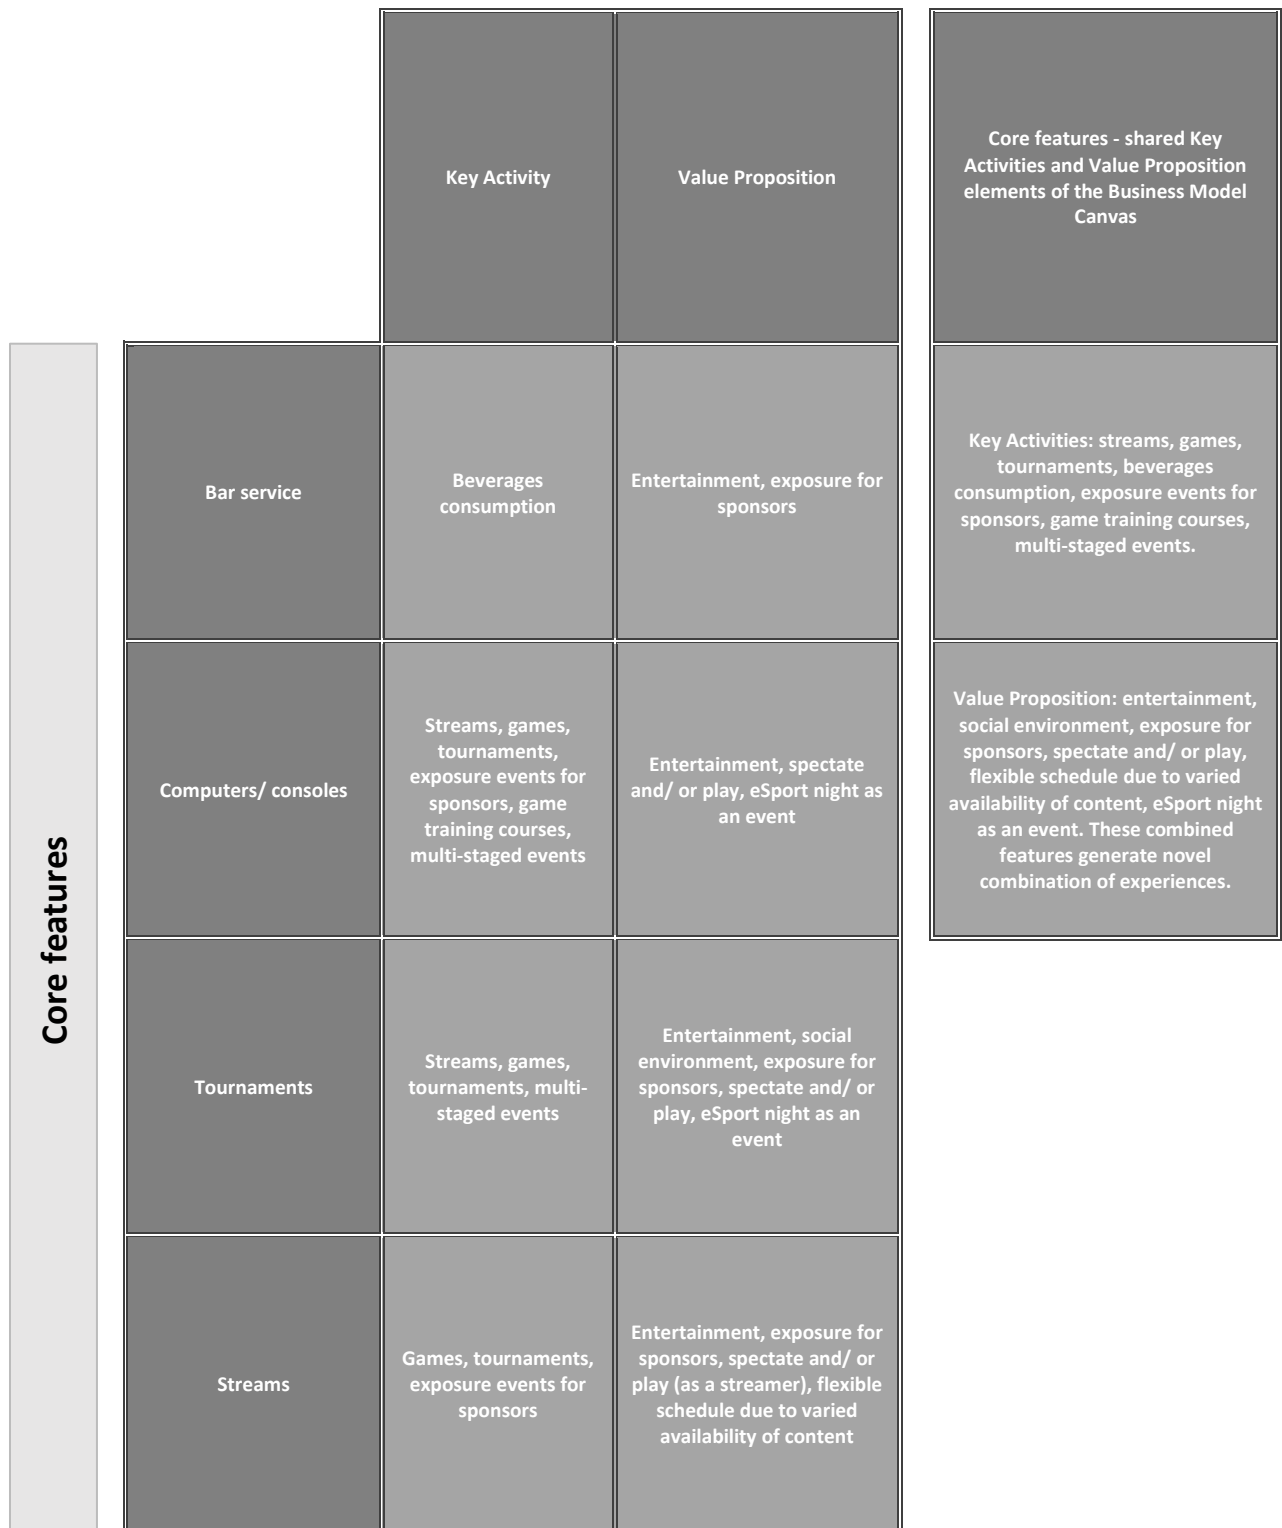 Key Activity
Value Proposition
Core features - shared Key
Activities and Value Proposition
elements of the Business Model
Canvas
Core features
Bar service
Beverages
consumption
Entertainment, exposure for
sponsors
Key Activities: streams, games,
tournaments, beverages
consumption, exposure events for
sponsors, game training courses,
multi-staged events.
Computers/ consoles
Streams, games,
tournaments,
exposure events for
sponsors, game
training courses,
multi-staged events
Entertainment, spectate
and/ or play, eSport night as
an event
Value Proposition: entertainment,
social environment, exposure for
sponsors, spectate and/ or play,
flexible schedule due to varied
availability of content, eSport night
as an event. These combined
features generate novel
combination of experiences.
Tournaments
Streams, games,
tournaments, multi-
staged events
Entertainment, social
environment, exposure for
sponsors, spectate and/ or
play, eSport night as an
event
Streams
Games, tournaments,
exposure events for
sponsors
Entertainment, exposure for
sponsors, spectate and/ or
play (as a streamer), flexible
schedule due to varied
availability of content